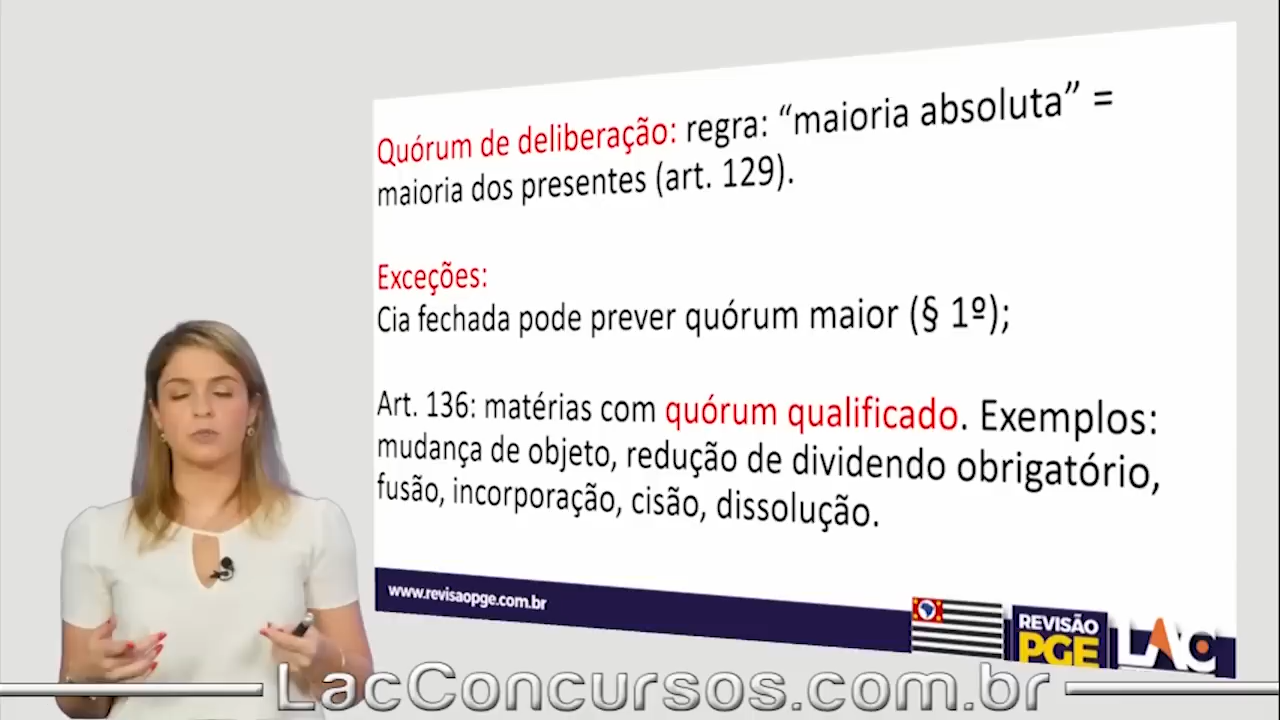 Quórum de deliberação: regra: “maioria absoluta” =
maioria dos presentes (art. 129).
Exceções:
Cia fechada pode prever quórum maior (§ 1º);
Art. 136: matérias com quórum qualificado. Exemplos:
mudança de objeto, redução de dividendo obrigatório,
fusão, incorporação, cisão, dissolução.
www.revisaopge.com.br
REVISÃO
PGE
LAC
LacConcursos.com.br